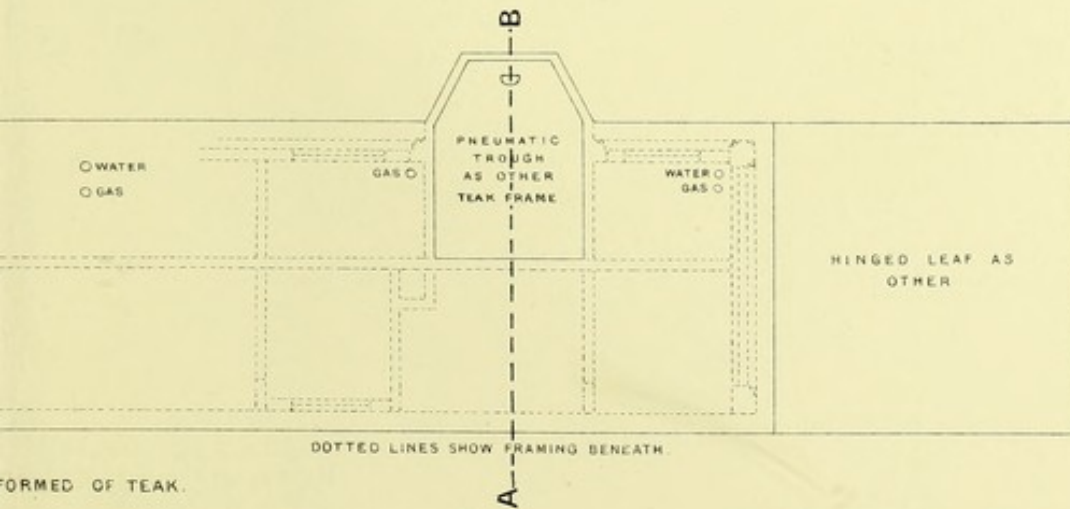 B
PNEUMATIC
TROUGH
AS OTHER
TEAK FRAME
WATER
GAS
GAS
WATER
GAS
HINGED LEAF AS
OTHER
DOTTED LINES SHOW FRAMING BENEATH.
FORMED OF TEAK.
A